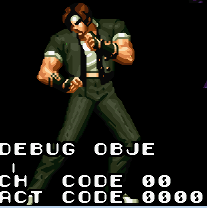 DEBUG OBJE
CH CODE 00
ACT CODE 0000